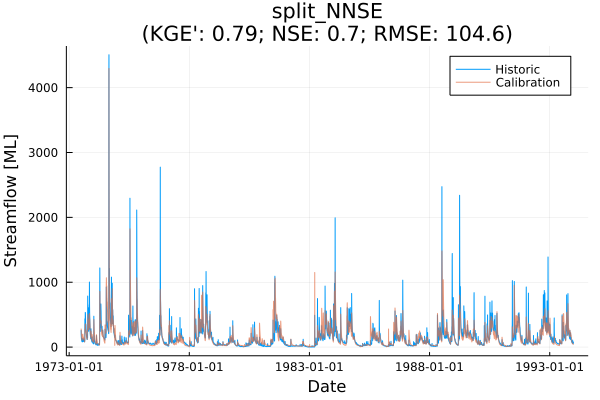 split_NNSE
(KGE': 0.79; NSE: 0.7; RMSE: 104.6)
Historic
Calibration
Streamflow [ML]
4000
3000
2000
1000
0
1973-01-01
1978-01-01
1983-01-01
1988-01-01
1993-01-01
Date